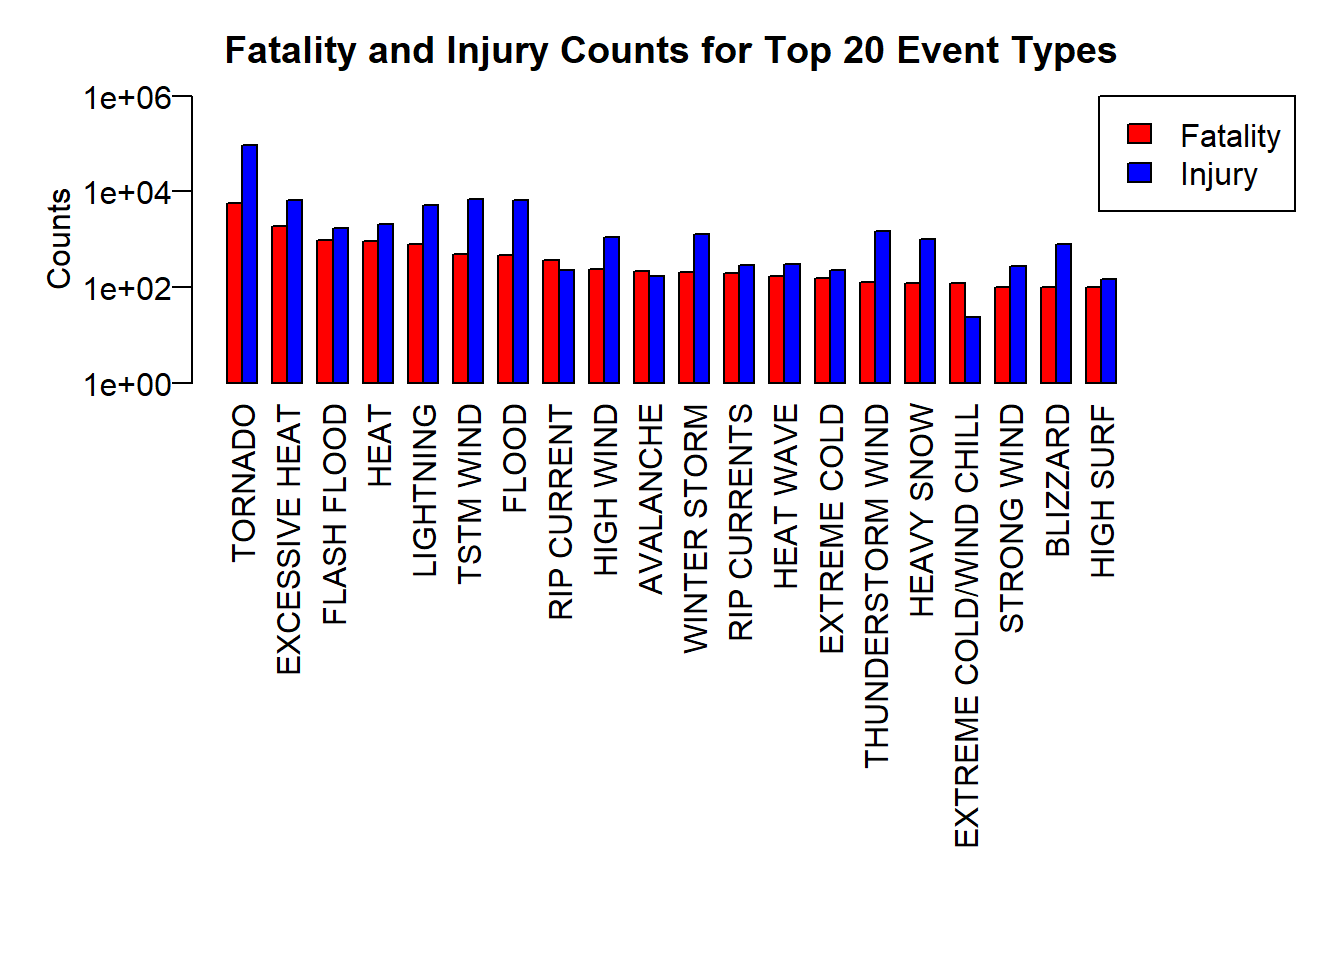 Fatality and Injury Counts for Top 20 Event Types
1e+06
1e+04
1e+02
1e+00
Counts
Fatality
Injury
TORNADO
EXCESSIVE HEAT
FLASH FLOOD
HEAT
LIGHTNING
TSTM WIND
FLOOD
RIP CURRENT
HIGH WIND
AVALANCHE
WINTER STORM
RIP CURRENTS
HEAT WAVE
EXTREME COLD
THUNDERSTORM WIND
HEAVY SNOW
EXTREME COLD/WIND CHILL
STRONG WIND
BLIZZARD
HIGH SURF